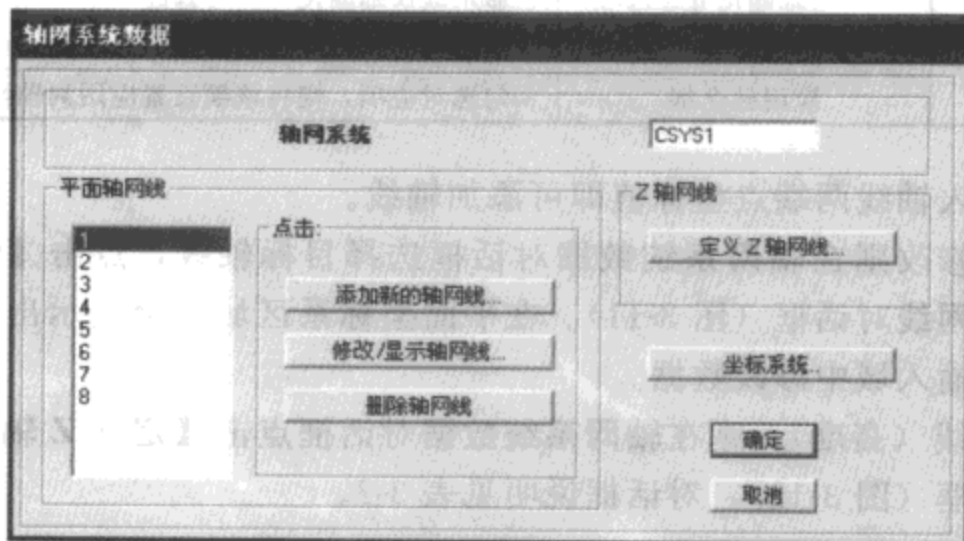 轴网系统数据
轴网系统
CSYS1
平面轴网线
1
2
3
4
5
6
7
8
点击:
添加新的轴网线...
修改/显示轴网线...
删除轴网线
Z 轴网线
定义 Z 轴网线...
坐标系统...
确定
取消